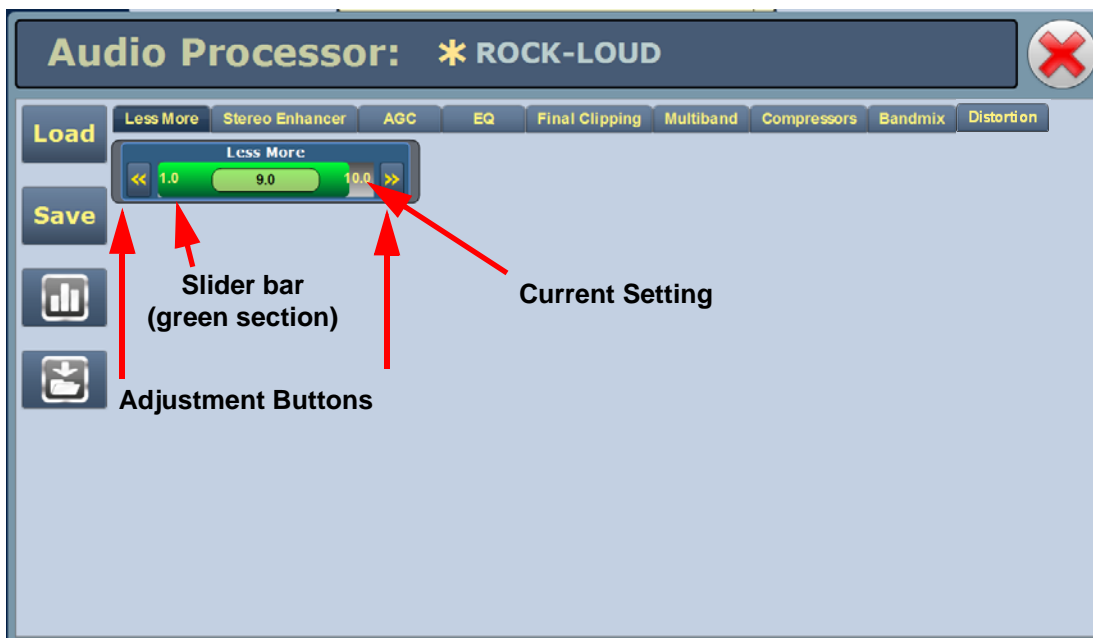 Audio Processor: * ROCK-LOUD
Less More Stereo Enhancer AGC EQ Final Clipping Multiband Compressors Bandmix Distortion
Load
Less More
<< 1.0 9.0 10.0 >>
Save
Slider bar
(green section)
Current Setting
Adjustment Buttons